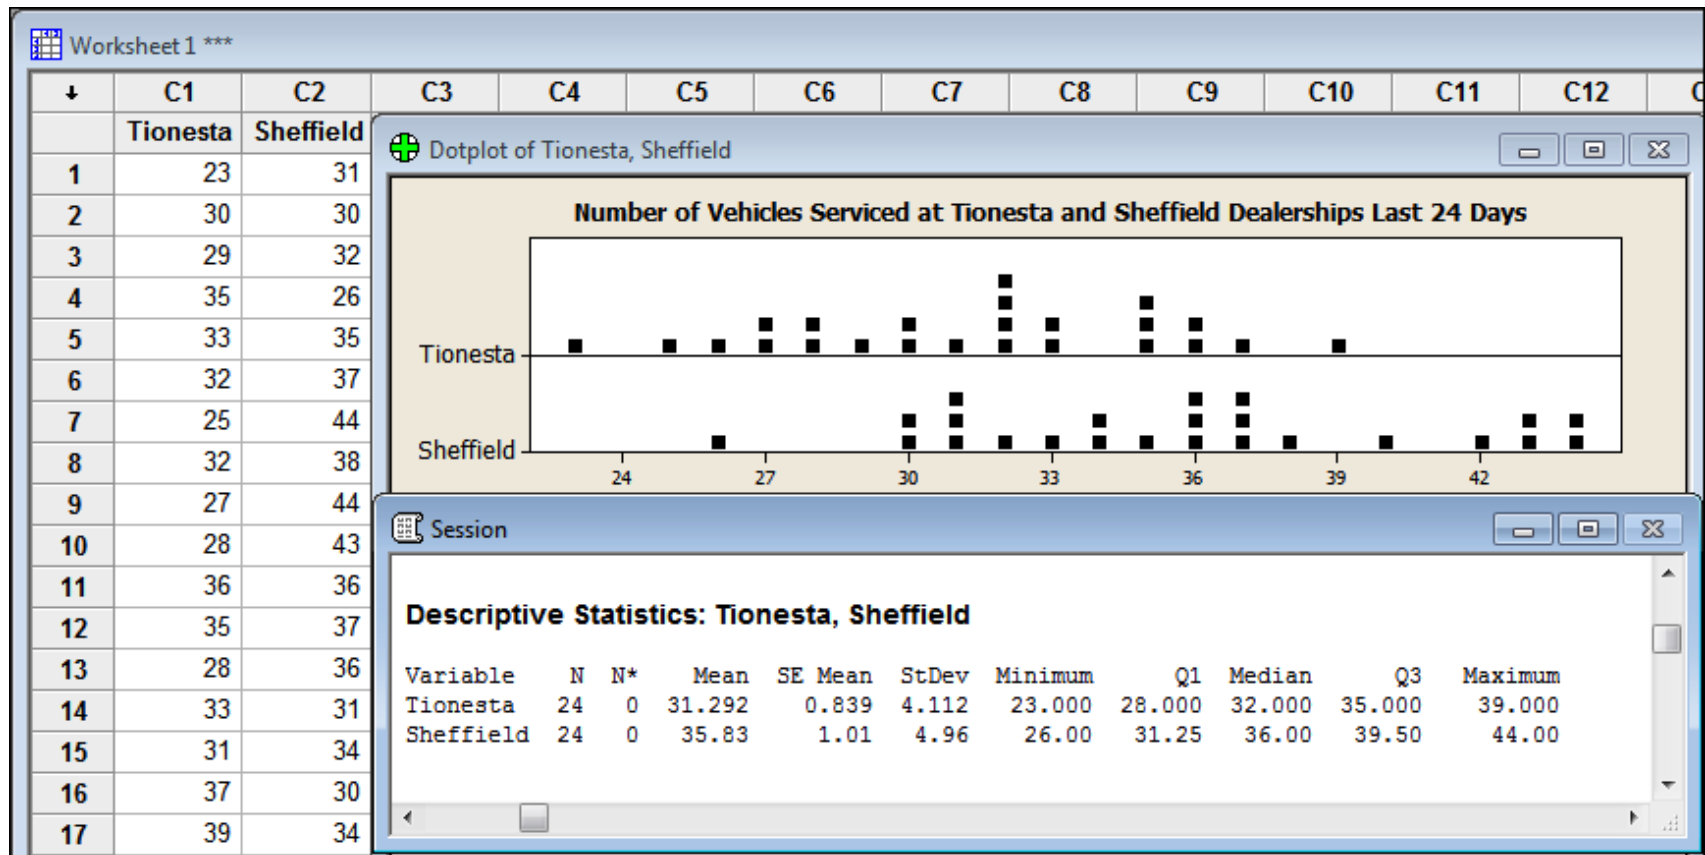 Worksheet 1 ***
C1 C2 C3 C4 C5 C6 C7 C8 C9 C10 C11 C12
Tionesta Sheffield
1 23 31
2 30 30
3 29 32
4 35 26
5 33 35
6 32 37
7 25 44
8 32 38
9 27 44
10 28 43
11 36 36
12 35 37
13 28 36
14 33 31
15 31 34
16 37 30
17 39 34
Dotplot of Tionesta, Sheffield
Number of Vehicles Serviced at Tionesta and Sheffield Dealerships Last 24 Days
Tionesta
Sheffield
24 27 30 33 36 39 42
Session
Descriptive Statistics: Tionesta, Sheffield
Variable N N* Mean SE Mean StDev Minimum Q1 Median Q3 Maximum
Tionesta 24 0 31.292 0.839 4.112 23.000 28.000 32.000 35.000 39.000
Sheffield 24 0 35.83 1.01 4.96 26.00 31.25 36.00 39.50 44.00